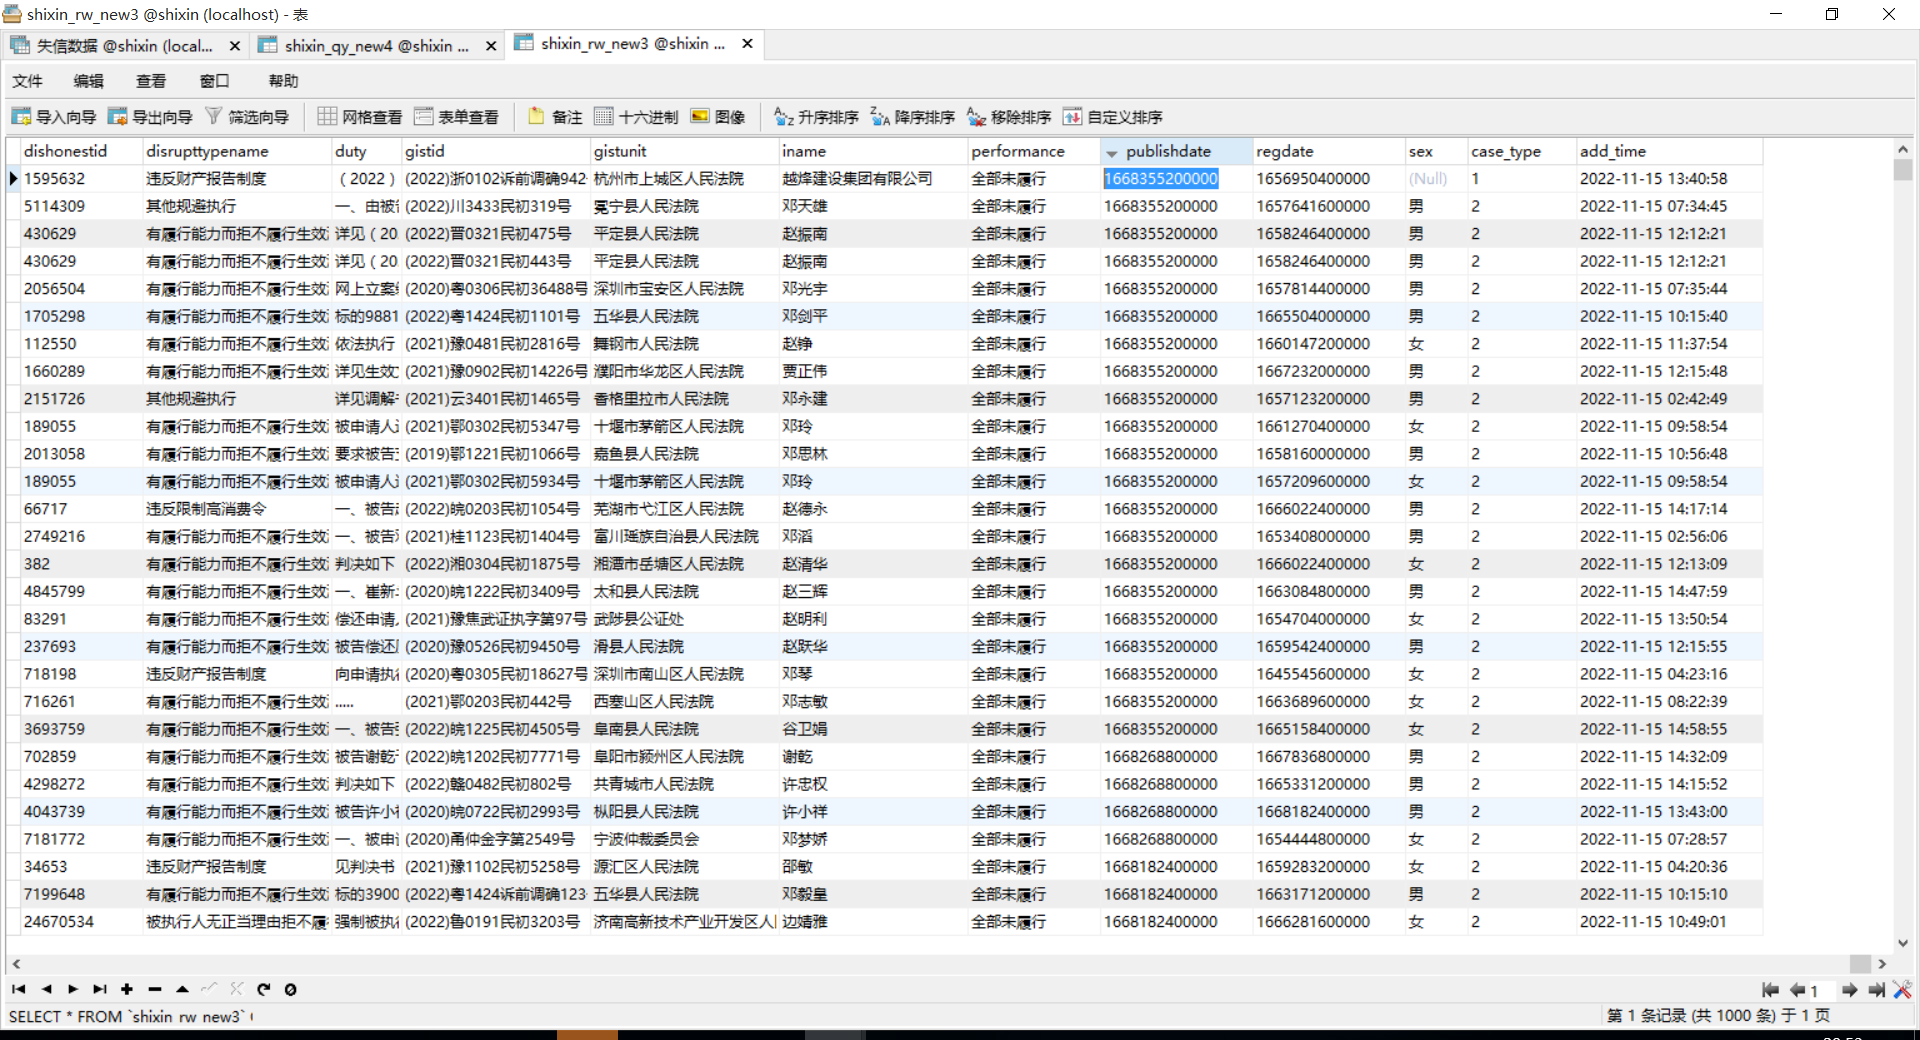 shixin_rw_new3 @shixin (localhost) - 表
失信数据 @shixin (local... shixin_qy_new4 @shixin ... shixin_rw_new3 @shixin ...
文件 编辑 查看 窗口 帮助
导入向导 导出向导 筛选向导 网格查看 表单查看 备注 十六进制 图像 升序排序 降序排序 移除排序 自定义排序
dishonestid disrupttypename duty gistid gistunit iname performance publishdate regdate sex case_type add_time
1595632 违反财产报告制度 （2022） (2022)浙0102诉前调确942 杭州市上城区人民法院 越烽建设集团有限公司 全部未履行 1668355200000 1656950400000 (Null) 1 2022-11-15 13:40:58
5114309 其他规避执行 一、由被 (2022)川3433民初319号 冕宁县人民法院 邓天雄 全部未履行 1668355200000 1657641600000 男 2 2022-11-15 07:34:45
430629 有履行能力而拒不履行生效 详见（20 (2022)晋0321民初475号 平定县人民法院 赵振南 全部未履行 1668355200000 1658246400000 男 2 2022-11-15 12:12:21
430629 有履行能力而拒不履行生效 详见（20 (2022)晋0321民初443号 平定县人民法院 赵振南 全部未履行 1668355200000 1658246400000 男 2 2022-11-15 12:12:21
2056504 有履行能力而拒不履行生效 网上立案 (2020)粤0306民初36488号 深圳市宝安区人民法院 邓光宇 全部未履行 1668355200000 1657814400000 男 2 2022-11-15 07:35:44
1705298 有履行能力而拒不履行生效 标的9881 (2022)粤1424民初1101号 五华县人民法院 邓剑平 全部未履行 1668355200000 1665504000000 男 2 2022-11-15 10:15:40
112550 有履行能力而拒不履行生效 依法执行 (2021)豫0481民初2816号 舞钢市人民法院 赵铮 全部未履行 1668355200000 1660147200000 女 2 2022-11-15 11:37:54
1660289 有履行能力而拒不履行生效 详见生效 (2021)豫0902民初14226号 濮阳市华龙区人民法院 贾正伟 全部未履行 1668355200000 1667232000000 男 2 2022-11-15 12:15:48
2151726 其他规避执行 详见调解 (2021)云3401民初1465号 香格里拉市人民法院 邓永建 全部未履行 1668355200000 1657123200000 男 2 2022-11-15 02:42:49
189055 有履行能力而拒不履行生效 被申请人 (2021)鄂0302民初5347号 十堰市茅箭区人民法院 邓玲 全部未履行 1668355200000 1661270400000 女 2 2022-11-15 09:58:54
2013058 有履行能力而拒不履行生效 要求被告 (2019)鄂1221民初1066号 嘉鱼县人民法院 邓思林 全部未履行 1668355200000 1658160000000 男 2 2022-11-15 10:56:48
189055 有履行能力而拒不履行生效 被申请人 (2021)鄂0302民初5934号 十堰市茅箭区人民法院 邓玲 全部未履行 1668355200000 1657209600000 女 2 2022-11-15 09:58:54
66717 违反限制高消费令 一、被告 (2022)皖0203民初1054号 芜湖市弋江区人民法院 赵德永 全部未履行 1668355200000 1666022400000 男 2 2022-11-15 14:17:14
2749216 有履行能力而拒不履行生效 一、被告 (2021)桂1123民初1404号 富川瑶族自治县人民法院 邓滔 全部未履行 1668355200000 1653408000000 男 2 2022-11-15 02:56:06
382 有履行能力而拒不履行生效 判决如下 (2022)湘0304民初1875号 湘潭市岳塘区人民法院 赵清华 全部未履行 1668355200000 1666022400000 女 2 2022-11-15 12:13:09
4845799 有履行能力而拒不履行生效 一、崔新 (2020)皖1222民初3409号 太和县人民法院 赵三辉 全部未履行 1668355200000 1663084800000 男 2 2022-11-15 14:47:59
83291 有履行能力而拒不履行生效 偿还申请 (2021)豫焦武证执字第97号 武陟县公证处 赵明利 全部未履行 1668355200000 1654704000000 女 2 2022-11-15 13:50:54
237693 有履行能力而拒不履行生效 被告偿还 (2020)豫0526民初9450号 滑县人民法院 赵跃华 全部未履行 1668355200000 1659542400000 男 2 2022-11-15 12:15:55
718198 违反财产报告制度 向申请执 (2020)粤0305民初18627号 深圳市南山区人民法院 邓琴 全部未履行 1668355200000 1645545600000 女 2 2022-11-15 04:23:16
716261 有履行能力而拒不履行生效 ..... (2021)鄂0203民初442号 西塞山区人民法院 邓志敏 全部未履行 1668355200000 1663689600000 女 2 2022-11-15 08:22:39
3693759 有履行能力而拒不履行生效 一、被告 (2022)皖1225民初4505号 阜南县人民法院 谷卫娟 全部未履行 1668355200000 1665158400000 女 2 2022-11-15 14:58:55
702859 有履行能力而拒不履行生效 被告谢乾 (2022)皖1202民初7771号 阜阳市颍州区人民法院 谢乾 全部未履行 1668268800000 1667836800000 男 2 2022-11-15 14:32:09
4298272 有履行能力而拒不履行生效 判决如下 (2022)赣0482民初802号 共青城市人民法院 许忠权 全部未履行 1668268800000 1665331200000 男 2 2022-11-15 14:15:52
4043739 有履行能力而拒不履行生效 被告许小 (2020)皖0722民初2993号 枞阳县人民法院 许小祥 全部未履行 1668268800000 1668182400000 男 2 2022-11-15 13:43:00
7181772 有履行能力而拒不履行生效 一、被申 (2020)甬仲金字第2549号 宁波仲裁委员会 邓梦娇 全部未履行 1668268800000 1654444800000 女 2 2022-11-15 07:28:57
34653 违反财产报告制度 见判决书 (2021)豫1102民初5258号 源汇区人民法院 邵敏 全部未履行 1668182400000 1659283200000 女 2 2022-11-15 04:20:36
7199648 有履行能力而拒不履行生效 标的3900 (2022)粤1424诉前调确123 五华县人民法院 邓毅皇 全部未履行 1668182400000 1663171200000 男 2 2022-11-15 10:15:10
24670534 被执行人无正当理由拒不履 强制被执 (2022)鲁0191民初3203号 济南高新技术产业开发区人 边婧雅 全部未履行 1668182400000 1666281600000 女 2 2022-11-15 10:49:01
1
SELECT * FROM `shixin_rw_new3` 第 1 条记录 (共 1000 条) 于 1 页